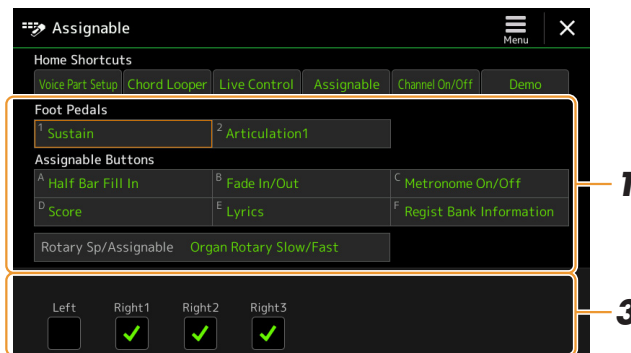 Assignable
Menu
Home Shortcuts
Voice Part Setup Chord Looper Live Control Assignable Channel On/Off Demo
Foot Pedals
1 Sustain 2 Articulation1
Assignable Buttons
A Half Bar Fill In B Fade In/Out C Metronome On/Off
D Score E Lyrics F Regist Bank Information
Rotary Sp/Assignable Organ Rotary Slow/Fast
1
Left Right1 Right2 Right3
3